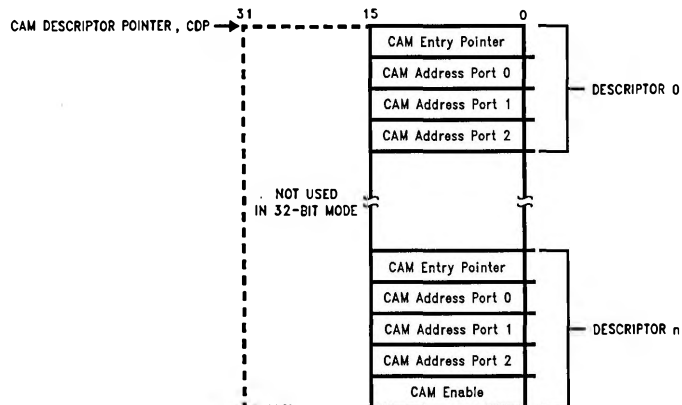 31 15 0
CAM DESCRIPTOR POINTER, CDP
CAM Entry Pointer
CAM Address Port 0
CAM Address Port 1
CAM Address Port 2
DESCRIPTOR 0
NOT USED
IN 32-BIT MODE
CAM Entry Pointer
CAM Address Port 0
CAM Address Port 1
CAM Address Port 2
CAM Enable
DESCRIPTOR n